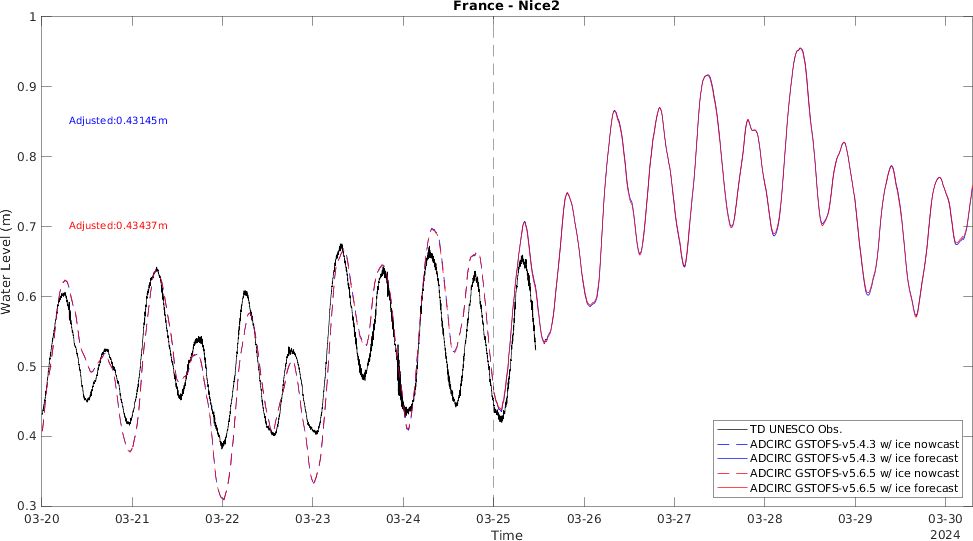 France - Nice2
Water Level (m)
1
0.9
0.8
0.7
0.6
0.5
0.4
0.3
Adjusted:0.43145m
Adjusted:0.43437m
TD UNESCO Obs.
ADCIRC GSTOFS-v5.4.3 w/ ice nowcast
ADCIRC GSTOFS-v5.4.3 w/ ice forecast
ADCIRC GSTOFS-v5.6.5 w/ ice nowcast
ADCIRC GSTOFS-v5.6.5 w/ ice forecast
03-20 03-21 03-22 03-23 03-24 03-25 03-26 03-27 03-28 03-29 03-30
Time
2024